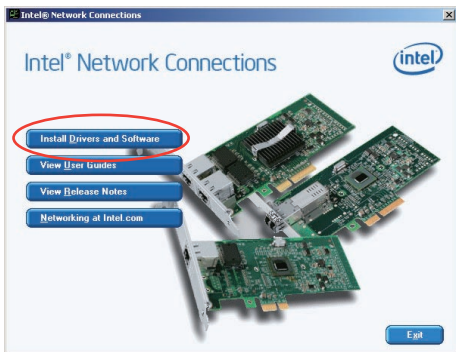 Intel® Network Connections
Intel® Network Connections
intel
Install Drivers and Software
View User Guides
View Release Notes
Networking at Intel.com
Exit